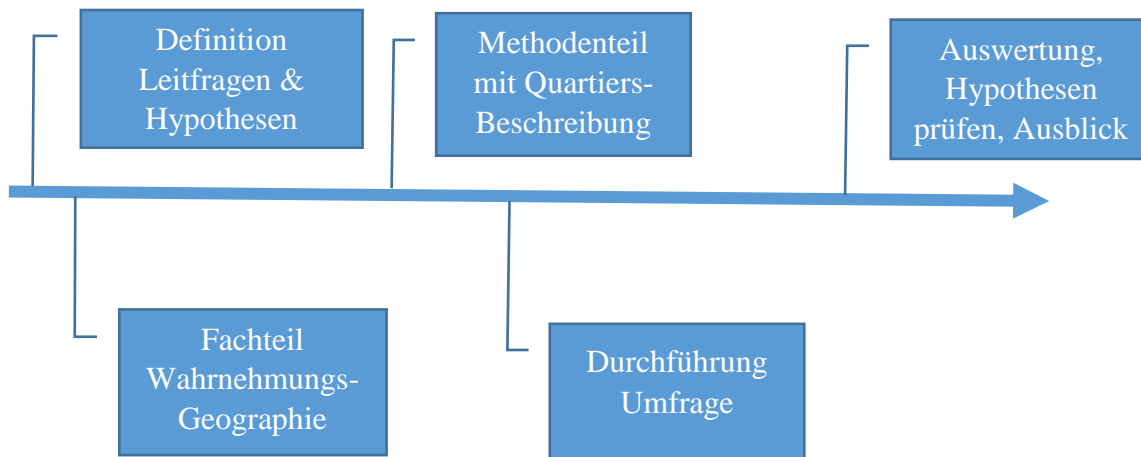 Definition
Leitfragen &
Hypothesen
Methodenteil
mit Quartiers-
Beschreibung
Auswertung,
Hypothesen
prüfen, Ausblick
Fachteil
Wahrnehmungs-
Geographie
Durchführung
Umfrage